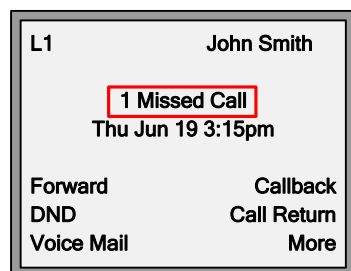 L1 John Smith
1 Missed Call
Thu Jun 19 3:15pm
Forward Callback
DND Call Return
Voice Mail More